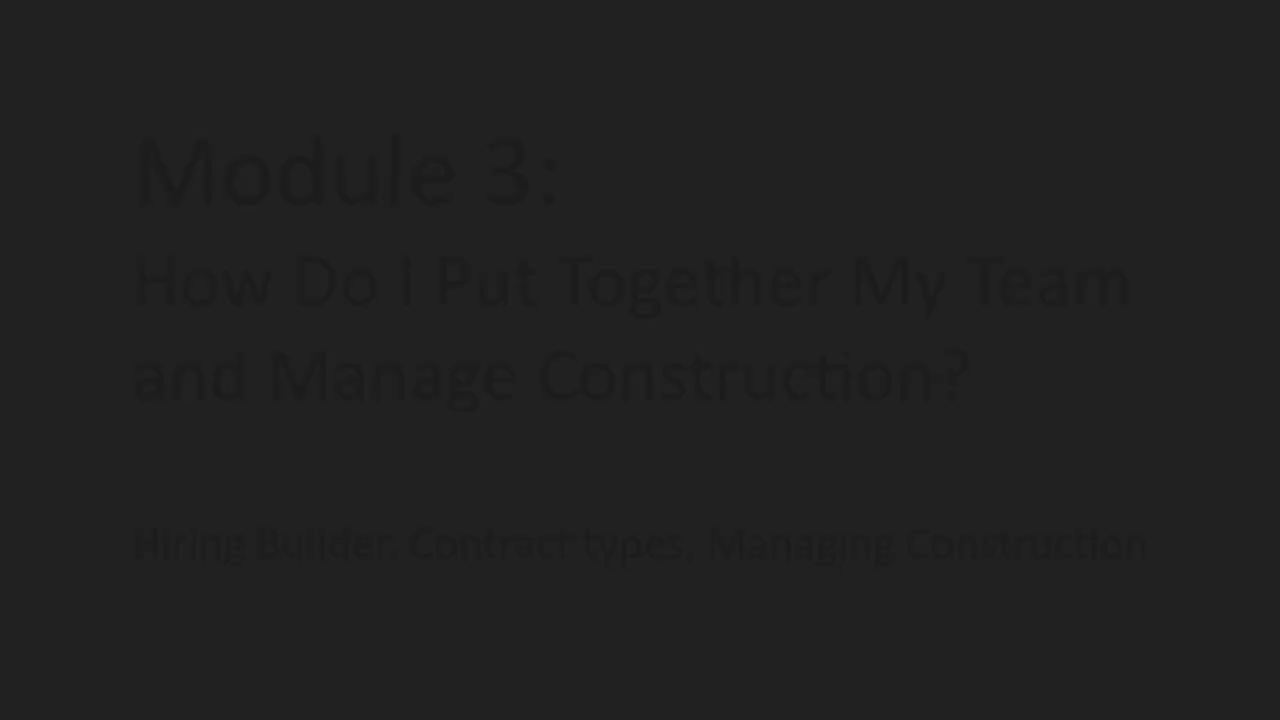 Module 3:
How Do I Put Together My Team
and Manage Construction?
Hiring Builder, Contract types, Managing Construction